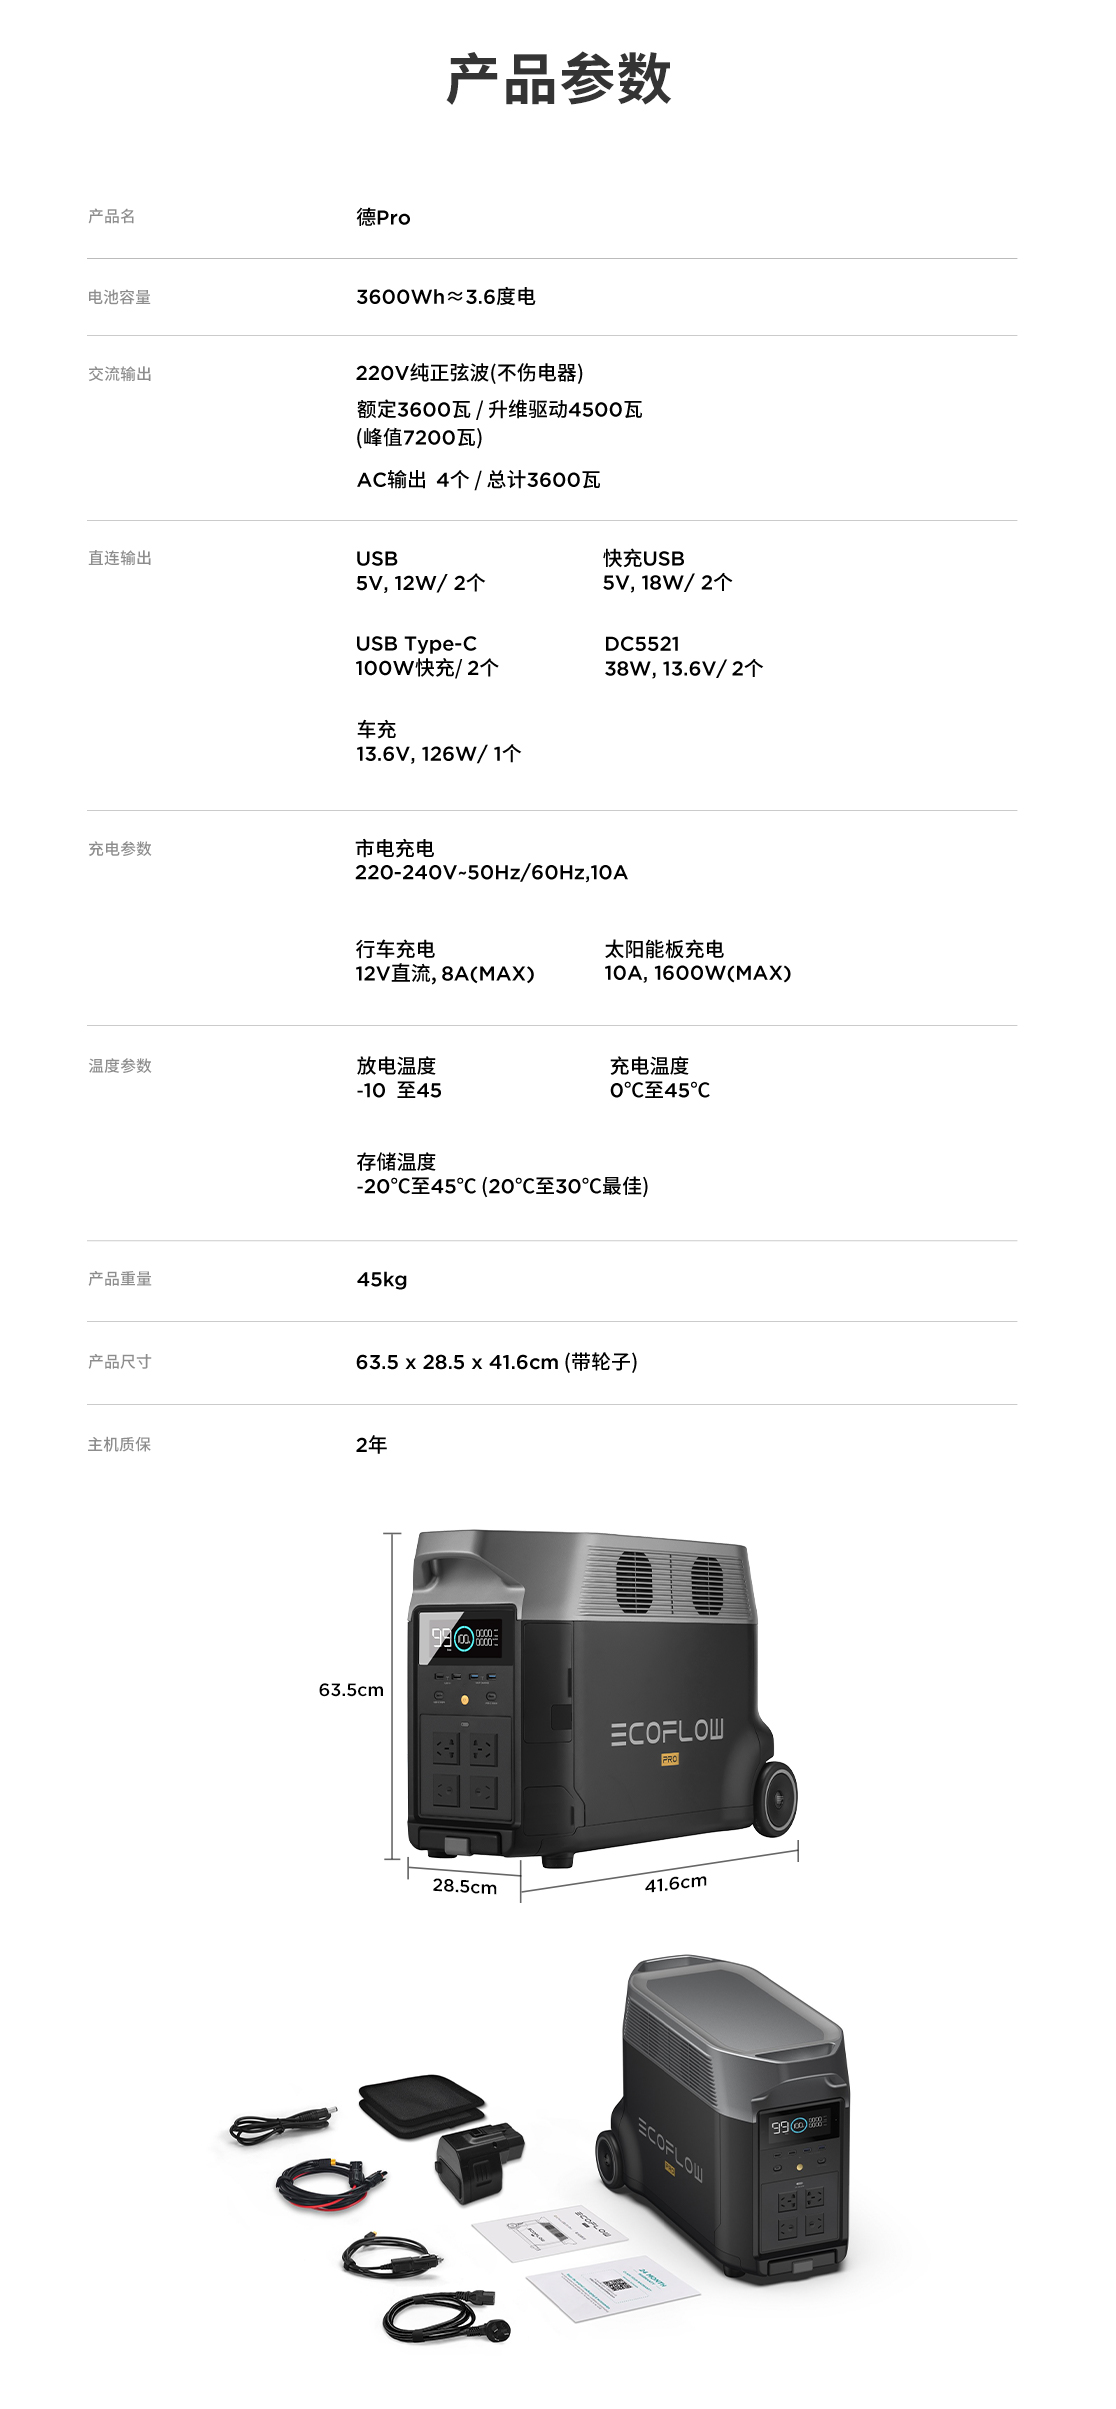 产品参数
产品名
德Pro
电池容量
3600Wh≈3.6度电
交流输出
220V纯正弦波(不伤电器)
额定3600瓦 / 升维驱动4500瓦
(峰值7200瓦)
AC输出 4个 / 总计3600瓦
直连输出
USB
5V, 12W/ 2个
快充USB
5V, 18W/ 2个
USB Type-C
100W快充/ 2个
DC5521
38W, 13.6V/ 2个
车充
13.6V, 126W/ 1个
充电参数
市电充电
220-240V~50Hz/60Hz,10A
行车充电
12V直流, 8A(MAX)
太阳能板充电
10A, 1600W(MAX)
温度参数
放电温度
-10 至45
充电温度
0℃至45℃
存储温度
-20℃至45℃ (20℃至30℃最佳)
产品重量
45kg
产品尺寸
63.5 x 28.5 x 41.6cm (带轮子)
主机质保
2年
99 100
63.5cm
ECOFLOW
PRO
28.5cm
41.6cm
99 100
ECOFLOW
PRO
ECOFLOW